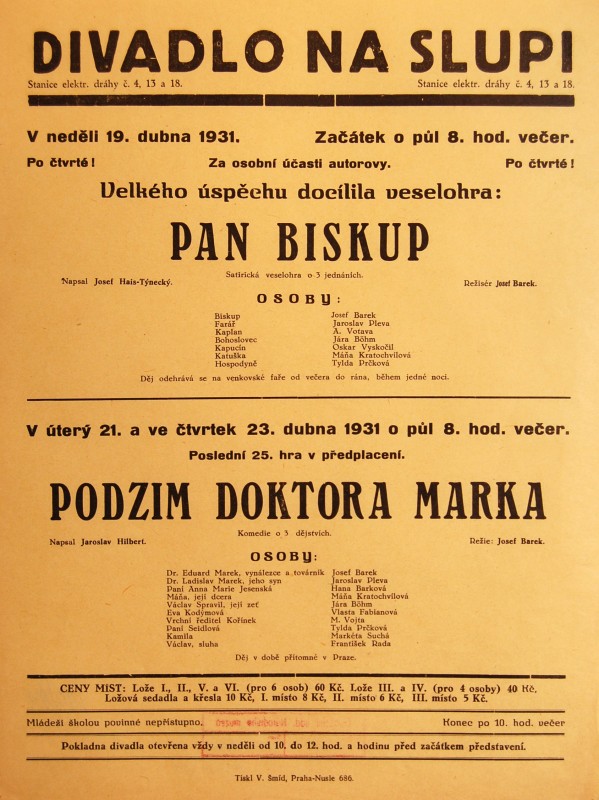 DIVADLO NA SLUPI
Stanice elektr. dráhy č. 4, 13 a 18. Stanice elektr. dráhy č. 4, 13 a 18.
V neděli 19. dubna 1931. Začátek o půl 8. hod. večer.
Po čtvrté! Za osobní účasti autorovy. Po čtvrté!
Velkého úspěchu docílila veselohra:
PAN BISKUP
Satirická veselohra o 3 jednáních.
Napsal Josef Hais-Týnecký. Režisér Josef Barek.
OSOBY:
Biskup Josef Barek
Farář Jaroslav Pleva
Kaplan A. Votava
Bohoslovec Jára Böhm
Kapucín Oskar Vyskočil
Katuška Máňa Kratochvílová
Hospodyně Tylda Prčková
Děj odehrává se na venkovské faře od večera do rána, během jedné noci.
V úterý 21. a ve čtvrtek 23. dubna 1931 o půl 8. hod. večer.
Poslední 25. hra v předplacení.
PODZIM DOKTORA MARKA
Komedie o 3 dějstvích.
Napsal Jaroslav Hilbert. Režie: Josef Barek.
OSOBY:
Dr. Eduard Marek, vynálezce a továrník Josef Barek
Dr. Ladislav Marek, jeho syn Jaroslav Pleva
Paní Anna Marie Jesenská Hana Barková
Máňa, její dcera Máňa Kratochvílová
Václav Spravil, její zeť Jára Böhm
Eva Kodymová Vlasta Fabianová
Vrchní ředitel Kořínek M. Vojta
Paní Seidlová Tylda Prčková
Kamila Markéta Suchá
Václav, sluha František Rada
Děj v době přítomné v Praze.
CENY MÍST: Lože I., II., V. a VI. (pro 6 osob) 60 Kč. Lože III. a IV. (pro 4 osoby) 40 Kč.
Ložová sedadla a křesla 10 Kč, I. místo 8 Kč, II. místo 6 Kč, III. místo 5 Kč.
Mládeži školou povinné nepřístupno. Konec po 10. hod. večer
Pokladna divadla otevřena vždy v neděli od 10. do 12. hod. a hodinu před začátkem představení.
Tiskl V. Šmíd, Praha-Nusle 686.